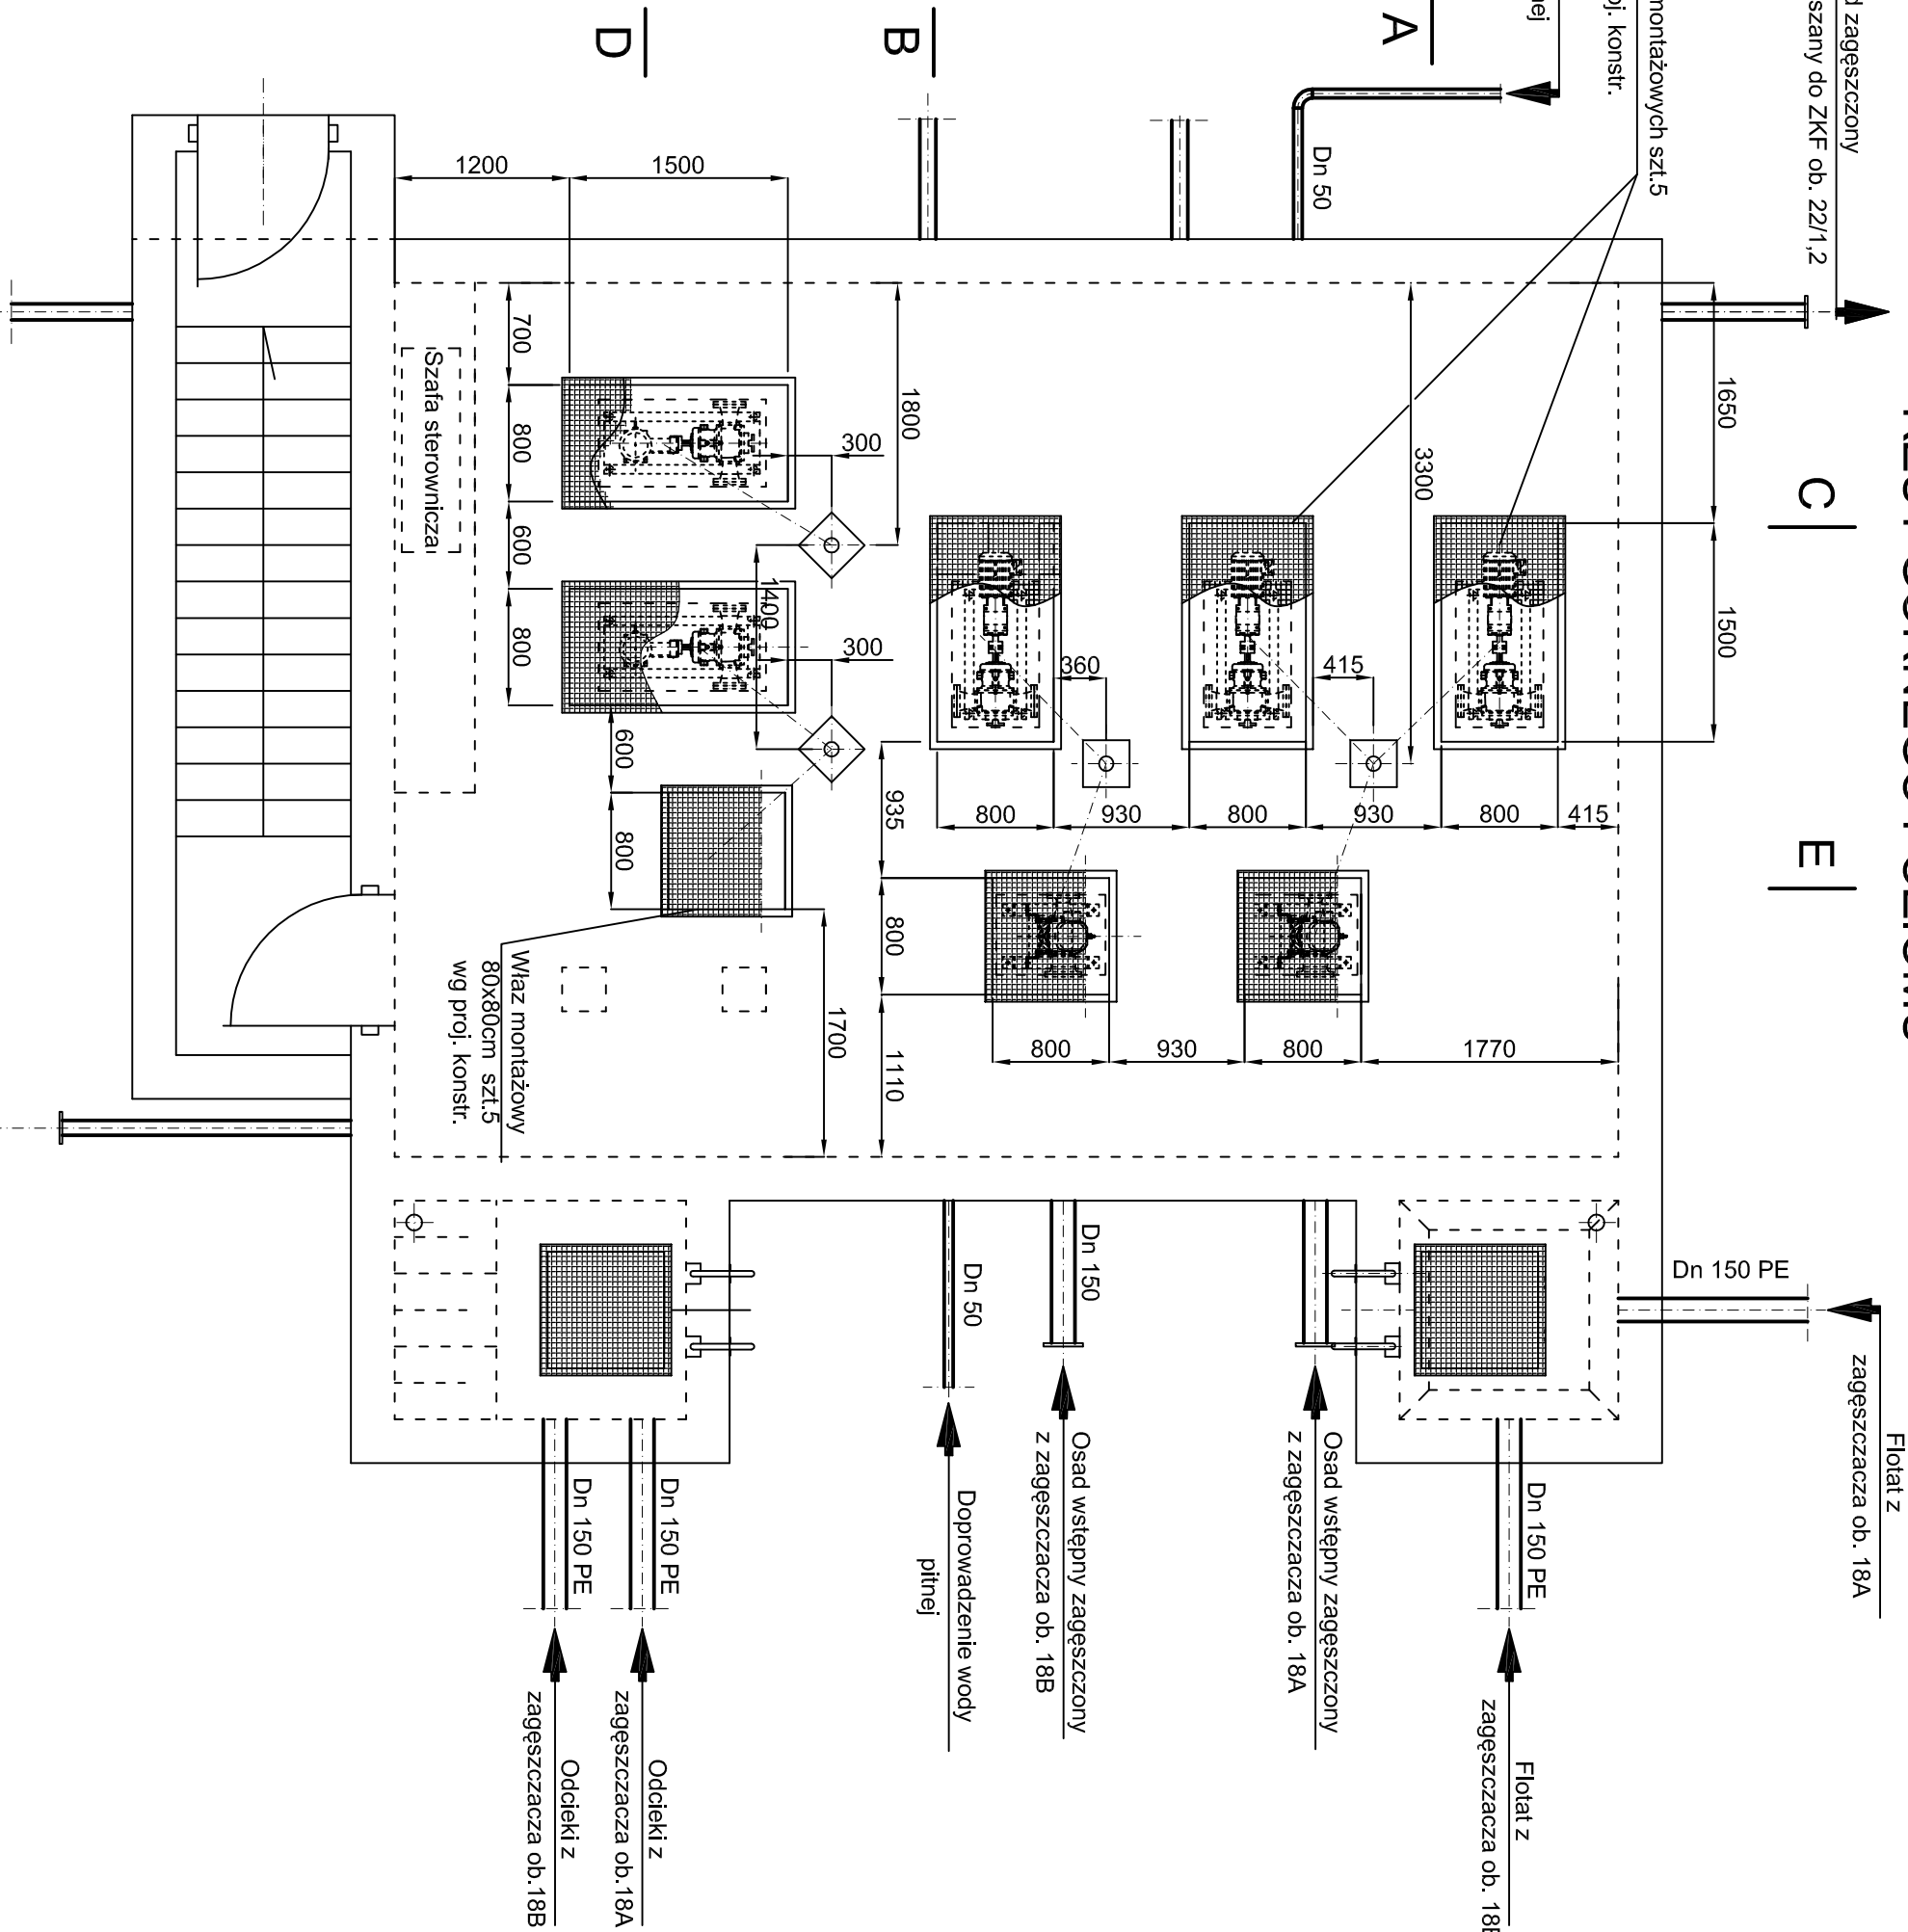 zagęszczony
szany do ZKF ob. 22/1,2
montażowych szt.5
oj. konstr.
nej
A
B
D
C
E
Dn 50
1200
1500
1650
1500
3300
1800
700
800
600
800
300
300
1400
600
800
360
415
935
800
1110
1700
800
930
800
930
800
415
800
930
800
1770
Szafa sterownicza
Właz montażowy
80x80cm szt.5
wg proj. konstr.
Dn 150 PE
Flotat z
zagęszczacza ob. 18A
Dn 150 PE
Flotat z
zagęszczacza ob. 18B
Osad wstępny zagęszczony
z zagęszczacza ob. 18A
Dn 150
Osad wstępny zagęszczony
z zagęszczacza ob. 18B
Dn 50
Doprowadzenie wody
pitnej
Dn 150 PE
Odcieki z
zagęszczacza ob.18A
Dn 150 PE
Odcieki z
zagęszczacza ob.18B